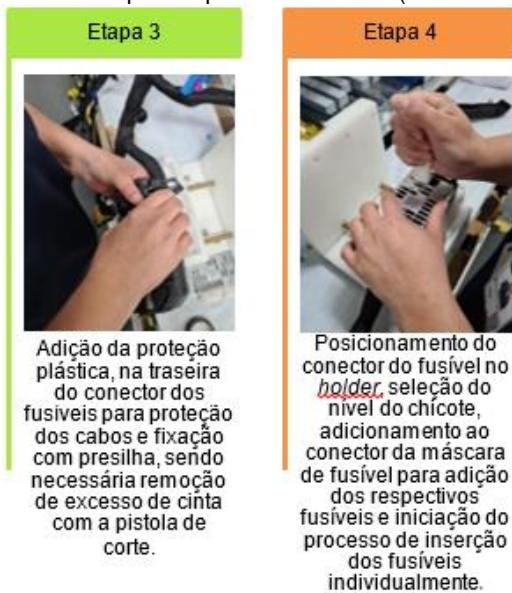 Etapa 3
Adição da proteção
plástica, na traseira
do conector dos
fusiveis para proteção
dos cabos e fixação
com presilha, sendo
necessária remoção
de excesso de cinta
com a pistola de
corte.
Etapa 4
Posicionamento do
conector do fusível no
holder, seleção do
nível do chicote,
adicionamento ao
conector da máscara
de fusível para adição
dos respectivos
fusíveis e iniciação do
processo de inserção
dos fusíveis
individualmente.